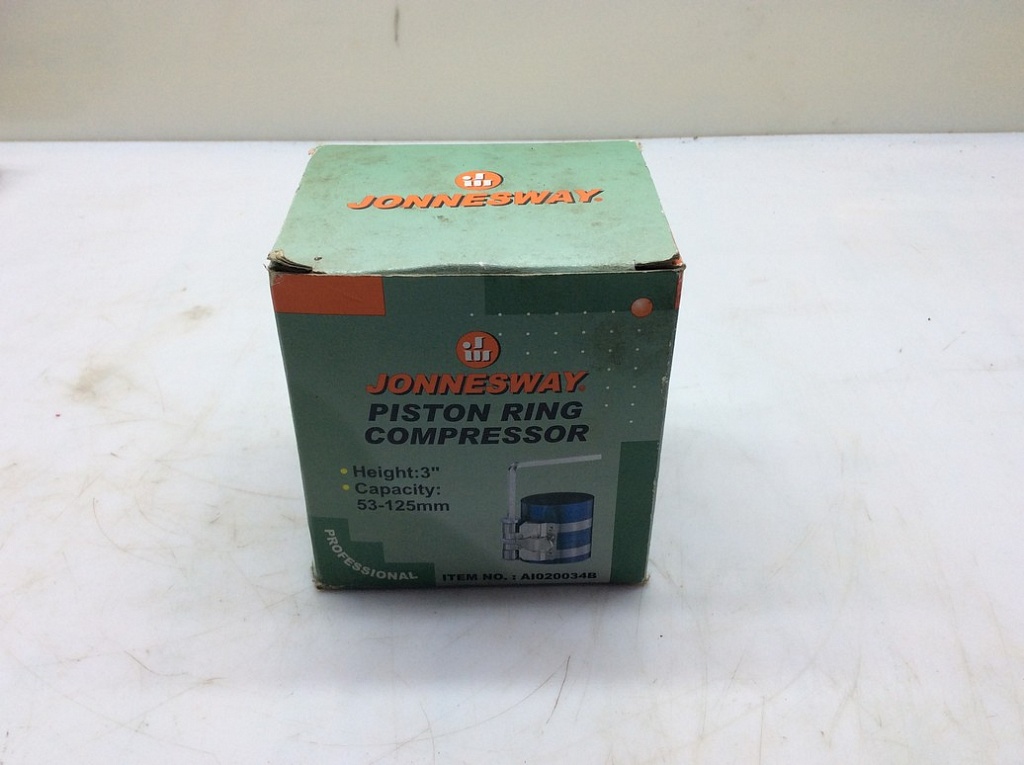 JONNESWAY
JONNESWAY
PISTON RING
COMPRESSOR
• Height:3"
• Capacity:
53-125mm
PROFESSIONAL
ITEM NO. : AI020034B